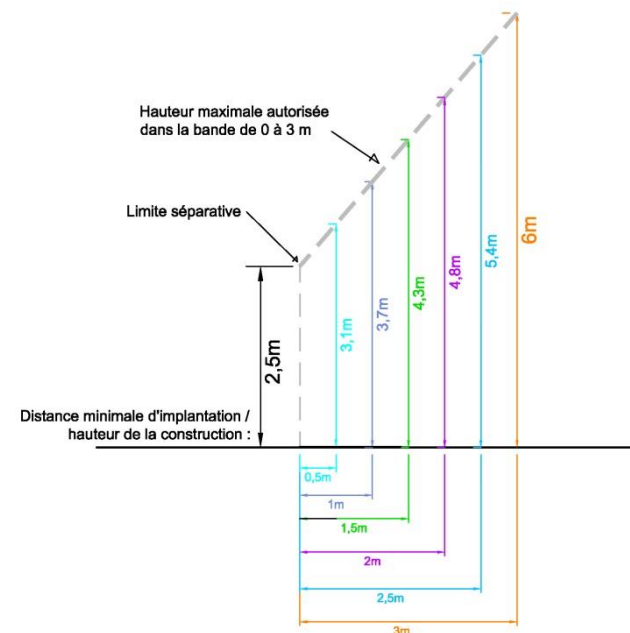 Hauteur maximale autorisée
dans la bande de 0 à 3 m
Limite séparative
2,5m
3,1m
3,7m
4,3m
4,8m
5,4m
6m
Distance minimale d'implantation /
hauteur de la construction :
0,5m
1m
1,5m
2m
2,5m
3m